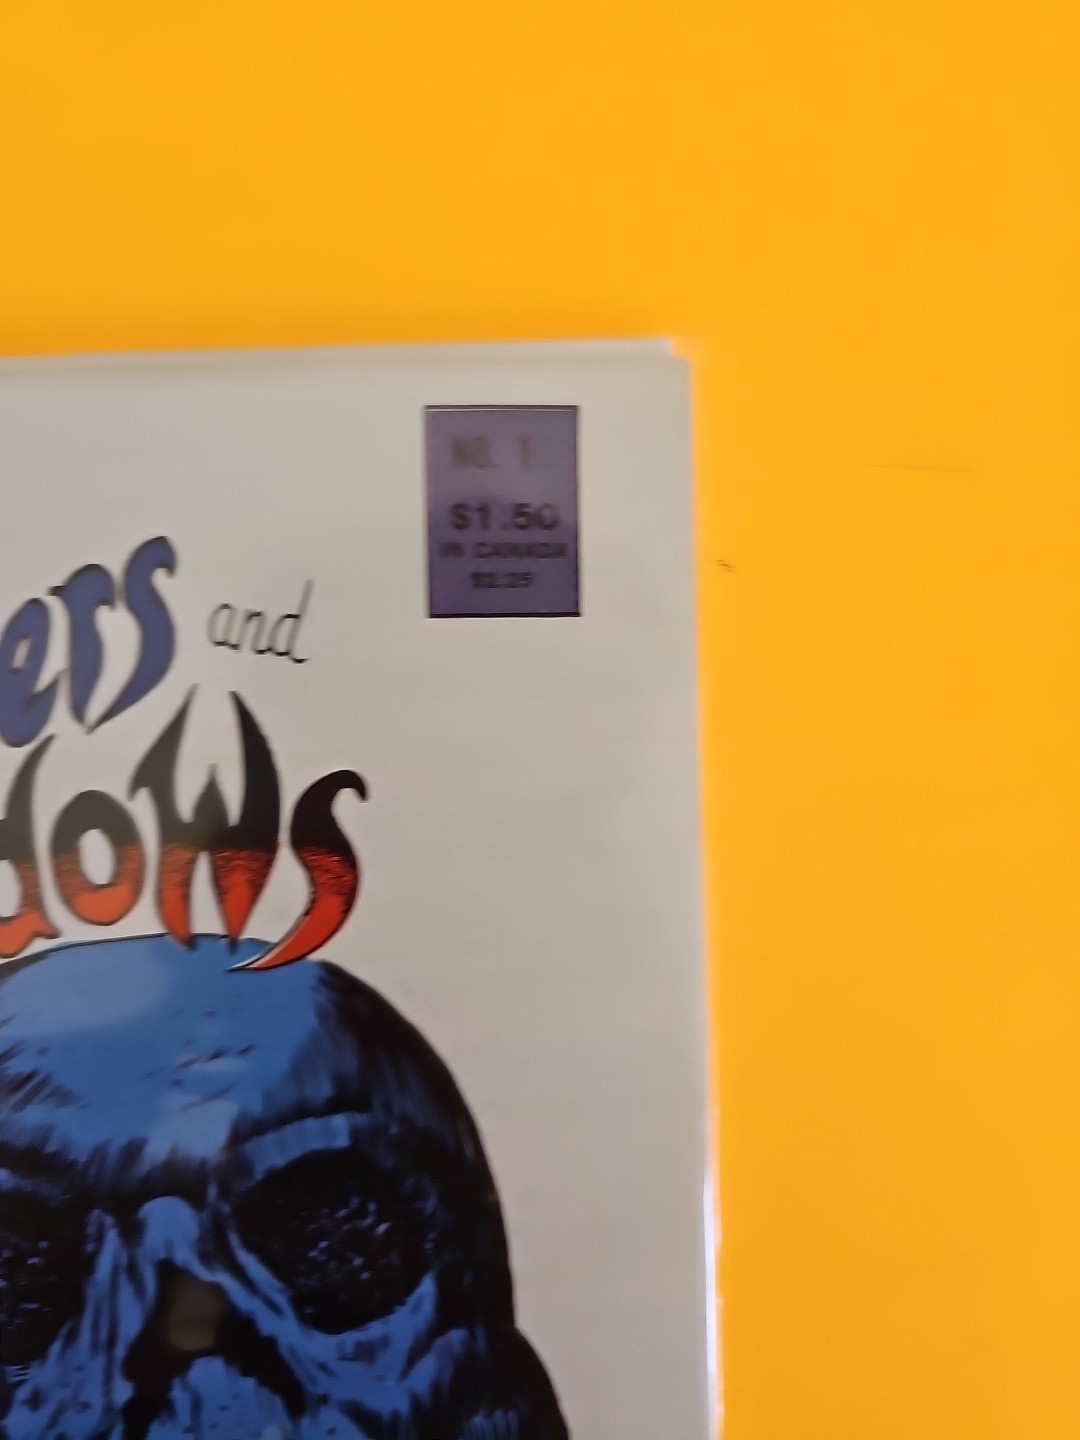 NO. 1
$1.50
IN CANADA
$2.25
ers and
dows